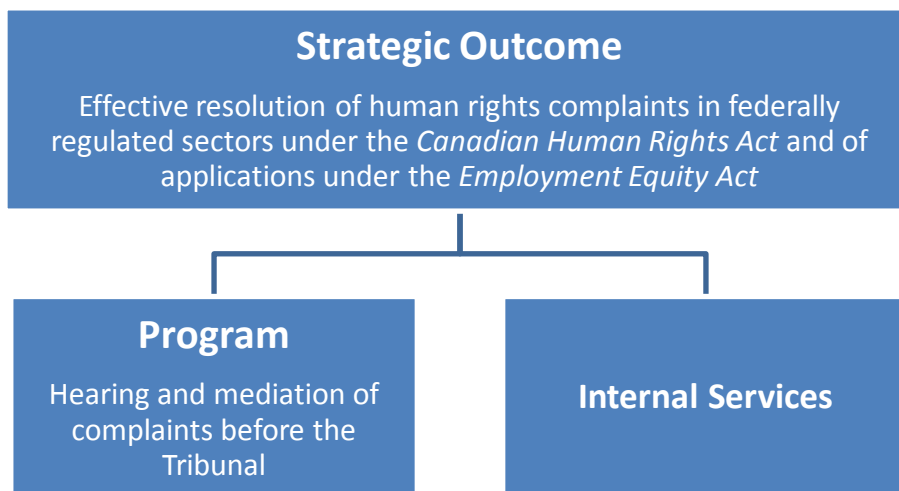 Strategic Outcome
Effective resolution of human rights complaints in federally
regulated sectors under the Canadian Human Rights Act and of
applications under the Employment Equity Act
Program
Hearing and mediation of
complaints before the
Tribunal
Internal Services